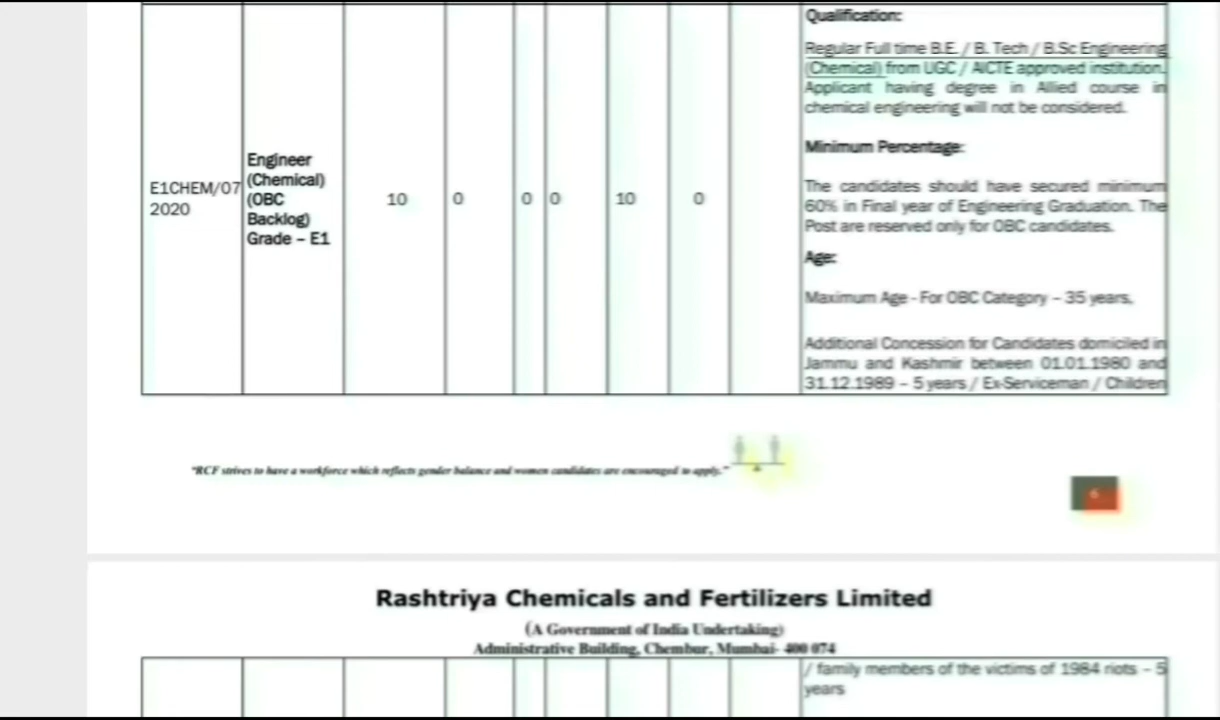 Qualification:
Regular Full time B.E. / B. Tech / B.Sc Engineering
(Chemical) from UGC / AICTE approved institution.
Applicant having degree in Allied course in
chemical engineering will not be considered.
Minimum Percentage:
E1CHEM/07
2020
Engineer
(Chemical)
(OBC
Backlog)
Grade – E1
10
0
0
0
10
0
The candidates should have secured minimum
60% in Final year of Engineering Graduation. The
Post are reserved only for OBC candidates.
Age:
Maximum Age - For OBC Category – 35 years.
Additional Concession for Candidates domiciled in
Jammu and Kashmir between 01.01.1980 and
31.12.1989 – 5 years / Ex-Serviceman / Children
"RCF strives to have a workforce which reflects gender balance and women candidates are encouraged to apply."
Rashtriya Chemicals and Fertilizers Limited
(A Government of India Undertaking)
Administrative Building, Chembur, Mumbai- 400 074
/ family members of the victims of 1984 riots – 5
years